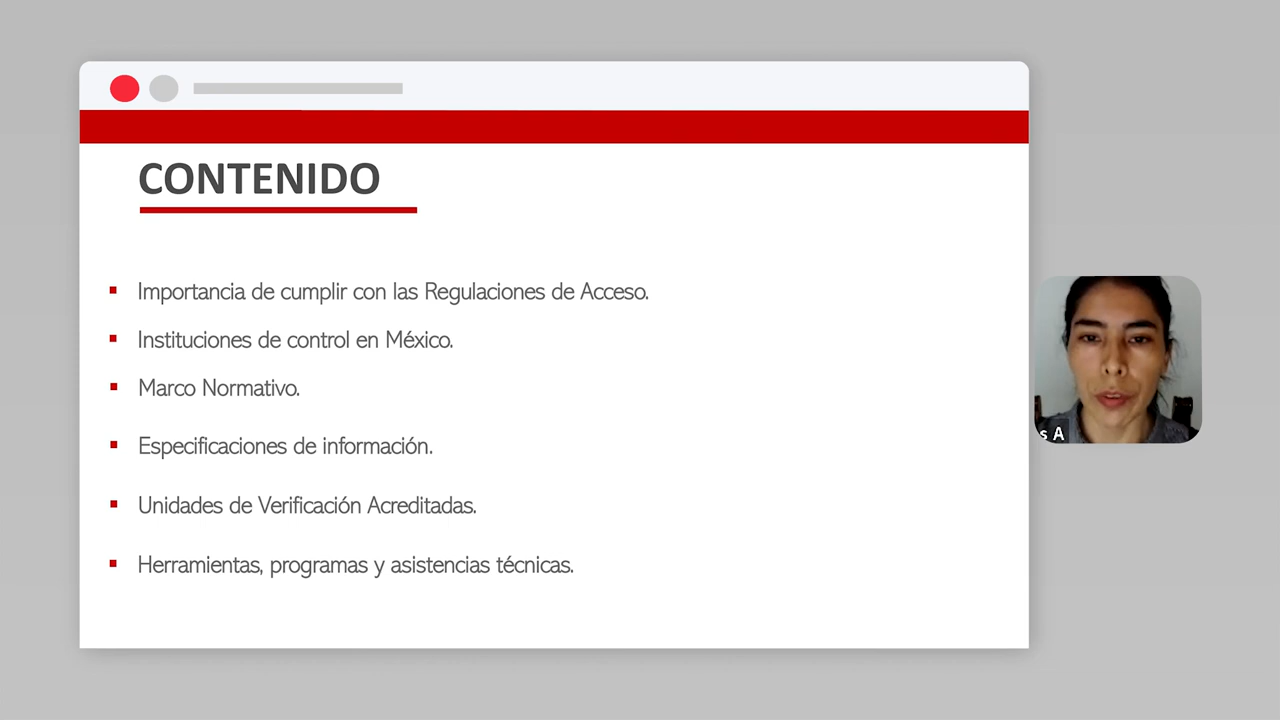 CONTENIDO
Importancia de cumplir con las Regulaciones de Acceso.
Instituciones de control en México.
Marco Normativo.
Especificaciones de información.
Unidades de Verificación Acreditadas.
Herramientas, programas y asistencias técnicas.
s A